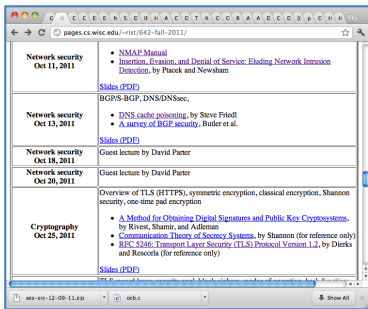 pages.cs.wisc.edu/~rist/642-fall-2011/
Network security
Oct 11, 2011
NMAP Manual
Insertion, Evasion, and Denial of Service: Eluding Network Intrusion
Detection, by Ptacek and Newsham
Slides (PDF)
Network security
Oct 13, 2011
BGP/S-BGP, DNS/DNSsec,
DNS cache poisoning, by Steve Friedl
A survey of BGP security, Butler et al.
Slides (PDF)
Network security
Oct 18, 2011
Guest lecture by David Parter
Network security
Oct 20, 2011
Guest lecture by David Parter
Cryptography
Oct 25, 2011
Overview of TLS (HTTPS), symmetric encryption, classical encryption, Shannon
security, one-time pad encryption
A Method for Obtaining Digital Signatures and Public Key Cryptosystems,
by Rivest, Shamir, and Adleman
Communication Theory of Secrecy Systems, by Shannon (for reference only)
RFC 5246: Transport Layer Security (TLS) Protocol Version 1.2, by Dierks
and Rescorla (for reference only)
Slides (PDF)
aes-src-12-09-11.zip
ocb.c
Show All